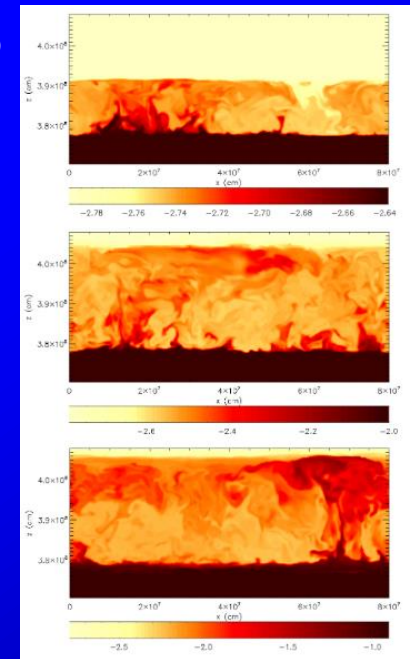 4.0×10⁸
3.9×10⁸
3.8×10⁸
z (cm)
0 2×10⁷ 4×10⁷ 6×10⁷ 8×10⁷
x (cm)
−2.78 −2.76 −2.74 −2.72 −2.70 −2.68 −2.66 −2.64
4.0×10⁸
3.9×10⁸
3.8×10⁸
z (cm)
0 2×10⁷ 4×10⁷ 6×10⁷ 8×10⁷
x (cm)
−2.6 −2.4 −2.2 −2.0
4.0×10⁸
3.9×10⁸
3.8×10⁸
z (cm)
0 2×10⁷ 4×10⁷ 6×10⁷ 8×10⁷
x (cm)
−2.5 −2.0 −1.5 −1.0